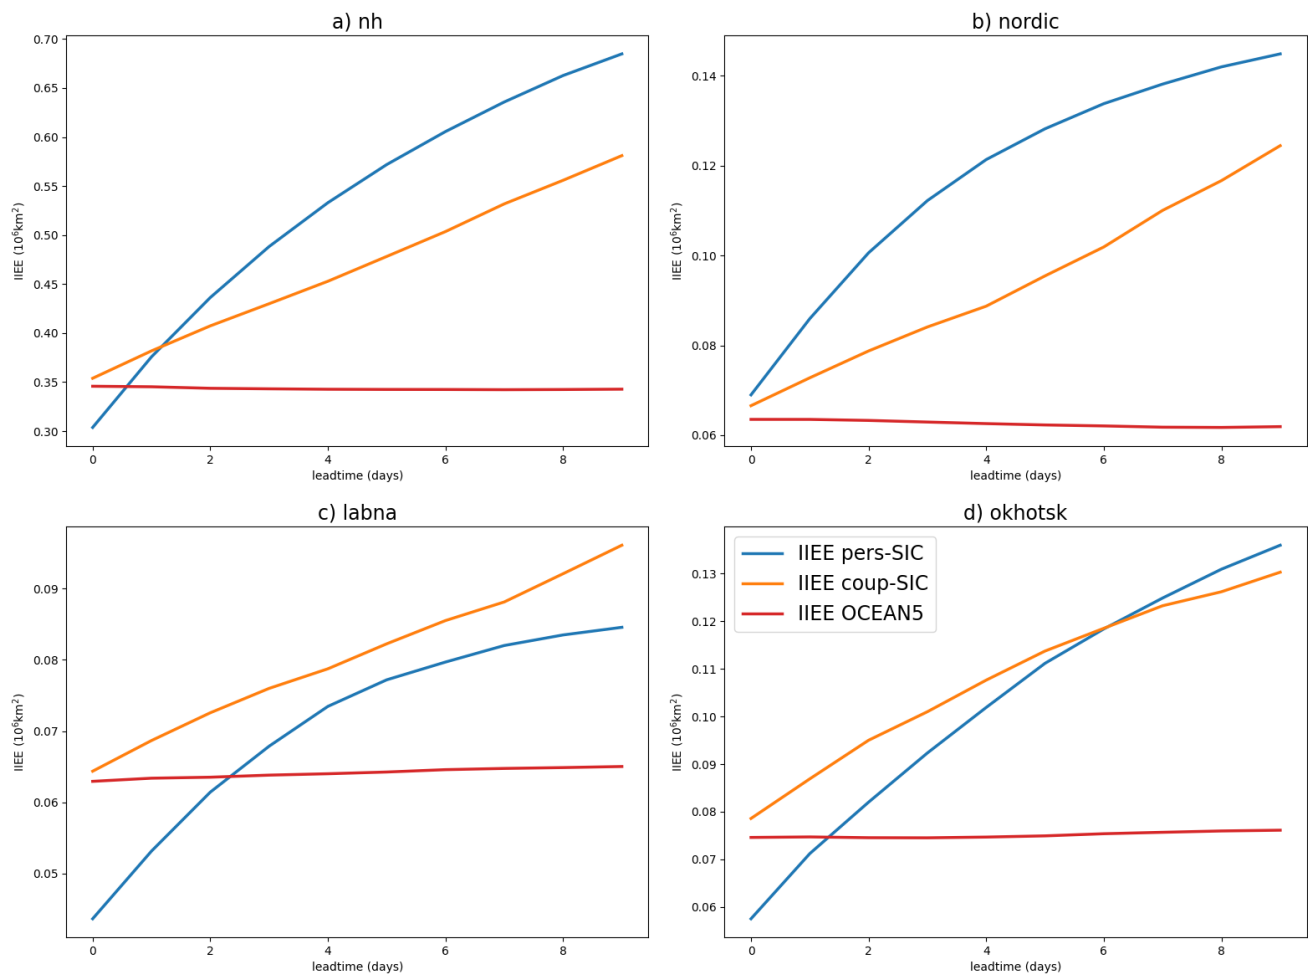 a) nh
0.70
0.65
0.60
0.55
0.50
0.45
0.40
0.35
0.30
IIEE (10⁶km²)
0 2 4 6 8
leadtime (days)
b) nordic
0.14
0.12
0.10
0.08
0.06
IIEE (10⁶km²)
0 2 4 6 8
leadtime (days)
c) labna
0.09
0.08
0.07
0.06
0.05
IIEE (10⁶km²)
0 2 4 6 8
leadtime (days)
d) okhotsk
IIEE pers-SIC
IIEE coup-SIC
IIEE OCEAN5
0.13
0.12
0.11
0.10
0.09
0.08
0.07
0.06
IIEE (10⁶km²)
0 2 4 6 8
leadtime (days)